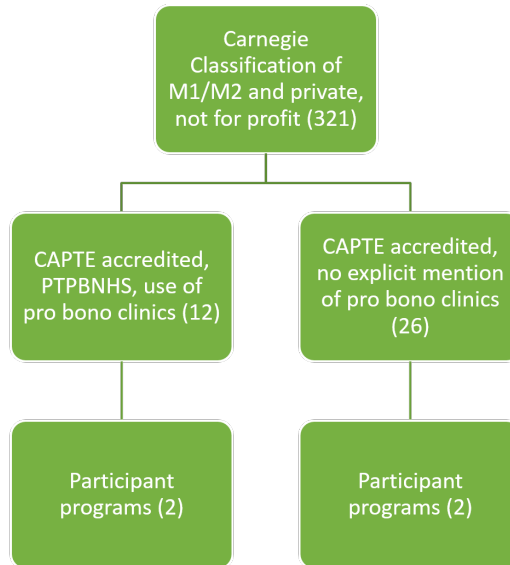 Carnegie
Classification of
M1/M2 and private,
not for profit (321)
CAPTE accredited,
PTPBNHS, use of
pro bono clinics (12)
CAPTE accredited,
no explicit mention
of pro bono clinics
(26)
Participant
programs (2)
Participant
programs (2)